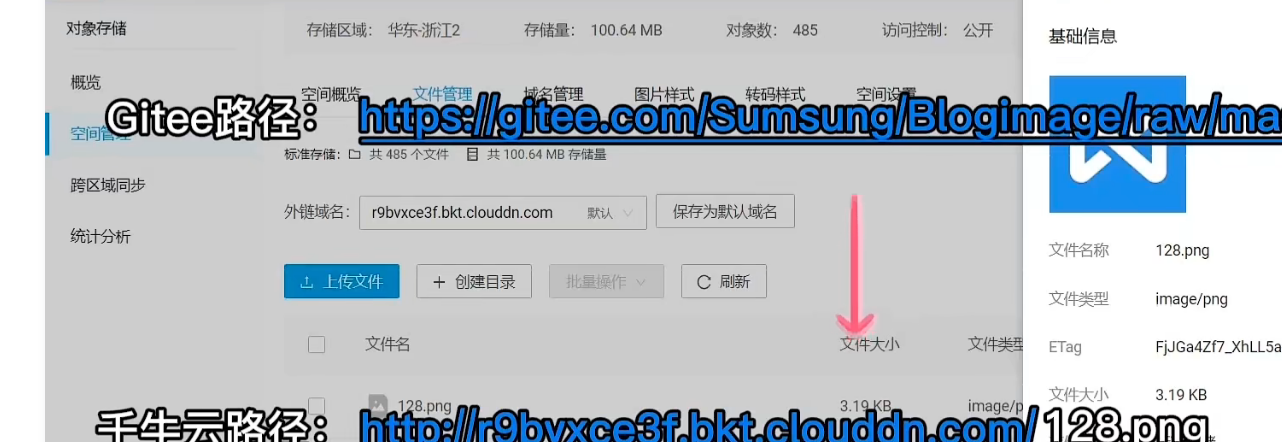 对象存储
存储区域： 华东-浙江2 存储量： 100.64 MB 对象数： 485 访问控制： 公开
基础信息
概览
空间概览 文件管理 域名管理 图片样式 转码样式 空间设置
Gitee路径： https://gitee.com/Sumsung/Blogimage/raw/ma
空间管理
标准存储： 共 485 个文件 共 100.64 MB 存储量
跨区域同步
外链域名： r9bvxce3f.bkt.clouddn.com 默认 保存为默认域名
统计分析
文件名称 128.png
上传文件 + 创建目录 批量操作 刷新
文件类型 image/png
文件名 文件大小 文件类型
ETag FjJGa4Zf7_XhLL5a
文件大小 3.19 KB
128.png 3.19 KB image/p
千牛云路径： http://r9bvxce3f.bkt.clouddn.com/128.png